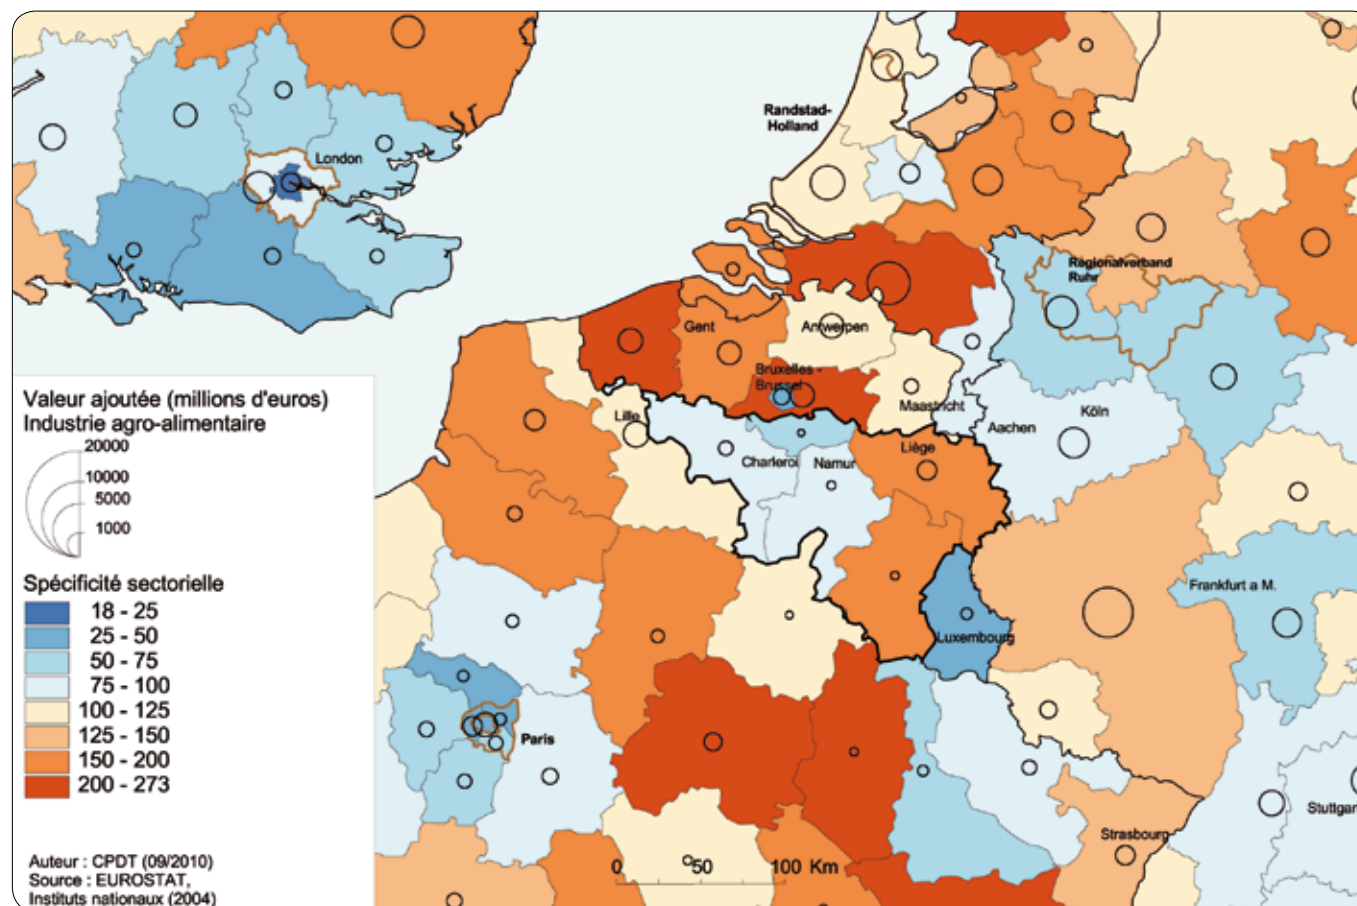 Randstad-
Holland
London
Regionalverband
Ruhr
Gent
Antwerpen
Bruxelles -
Brussel
Maastricht
Aachen
Köln
Lille
Charleroi
Namur
Liège
Frankfurt a M.
Luxembourg
Paris
Stuttgar
Strasbourg
0 50 100 Km
Valeur ajoutée (millions d'euros)
Industrie agro-alimentaire
20000
10000
5000
1000
Spécificité sectorielle
18 - 25
25 - 50
50 - 75
75 - 100
100 - 125
125 - 150
150 - 200
200 - 273
Auteur : CPDT (09/2010)
Source : EUROSTAT,
Instituts nationaux (2004)